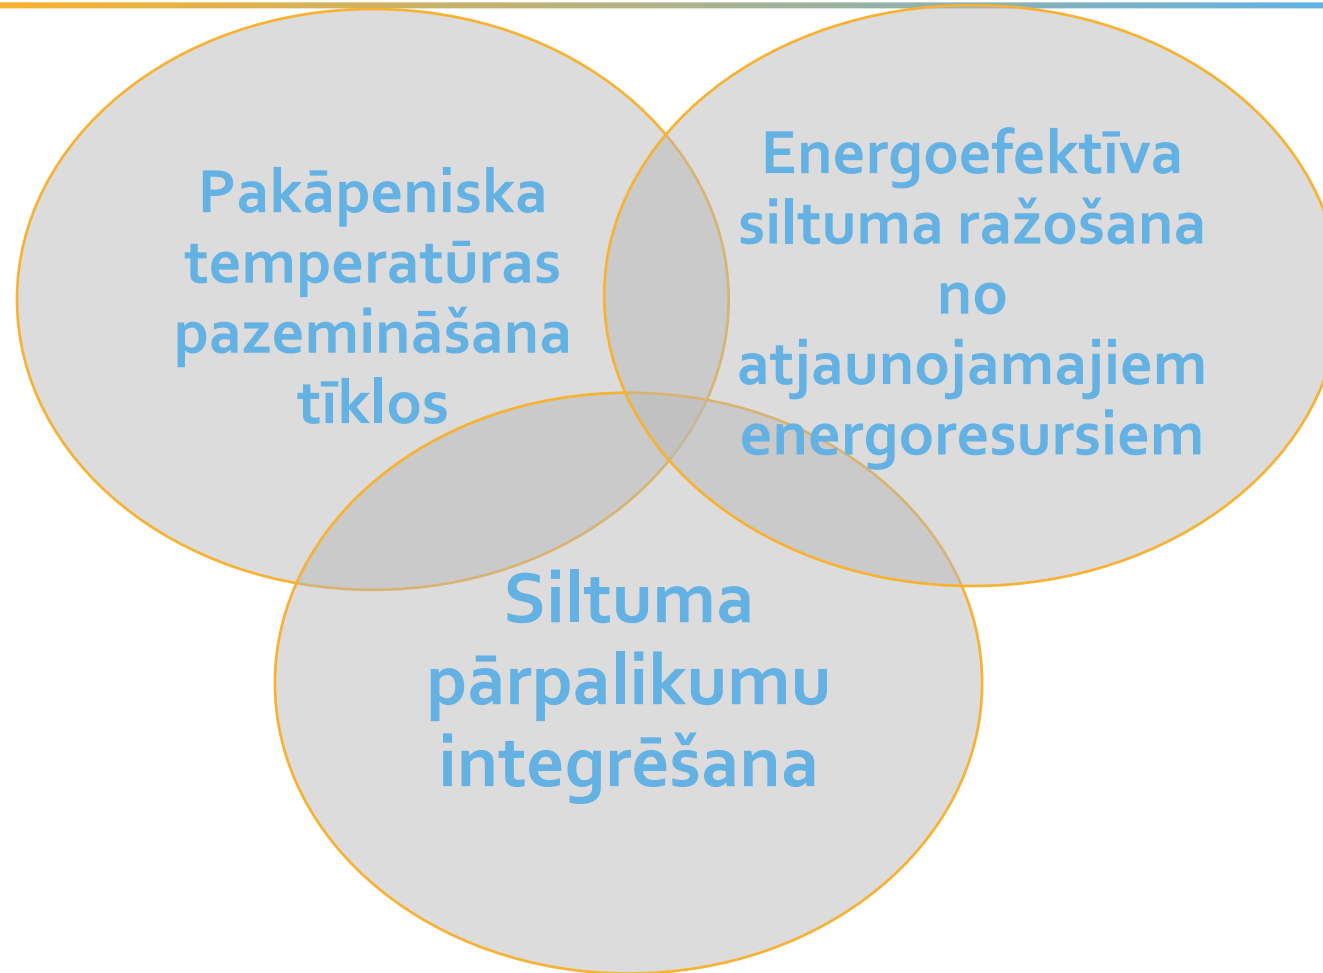 Pakāpeniska
temperatūras
pazemināšana
tīklos
Energoefektīva
siltuma ražošana
no
atjaunojamajiem
energoresursiem
Siltuma
pārpalikumu
integrēšana